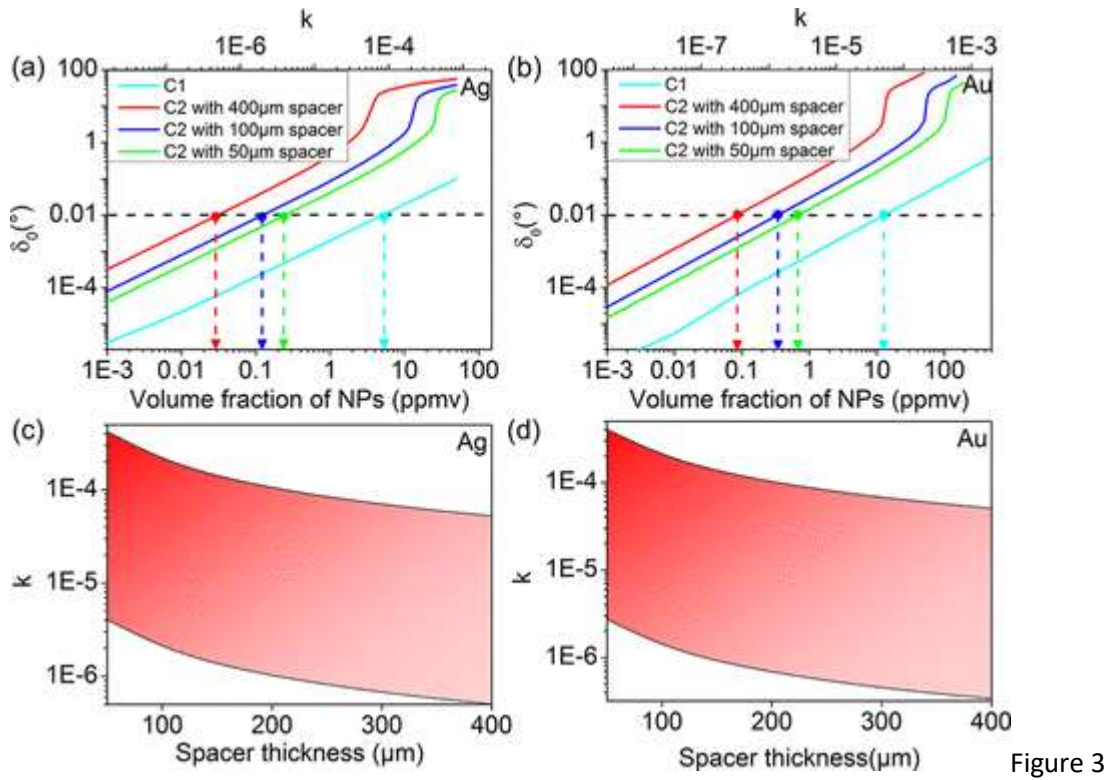 k
1E-6 1E-4
(a) 100 Ag
C1
C2 with 400µm spacer
C2 with 100µm spacer
C2 with 50µm spacer
1
0.01
1E-4
δ₀(°)
1E-3 0.01 0.1 1 10 100
Volume fraction of NPs (ppmv)
k
1E-7 1E-5 1E-3
(b) 100 Au
C1
C2 with 400µm spacer
C2 with 100µm spacer
C2 with 50µm spacer
1
0.01
1E-4
δ₀(°)
1E-3 0.01 0.1 1 10 100
Volume fraction of NPs (ppmv)
(c) Ag
1E-4
1E-5
1E-6
k
100 200 300 400
Spacer thickness (µm)
(d) Au
1E-4
1E-5
1E-6
k
100 200 300 400
Spacer thickness(µm)
Figure 3